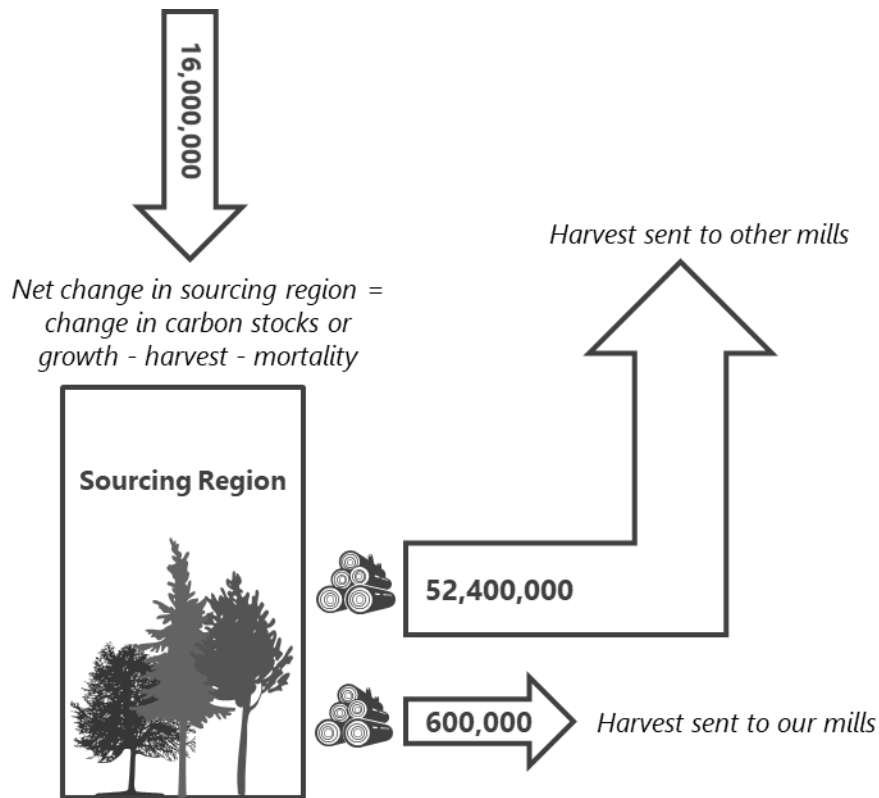 16,000,000
Harvest sent to other mills
Net change in sourcing region =
change in carbon stocks or
growth - harvest - mortality
Sourcing Region
52,400,000
600,000
Harvest sent to our mills